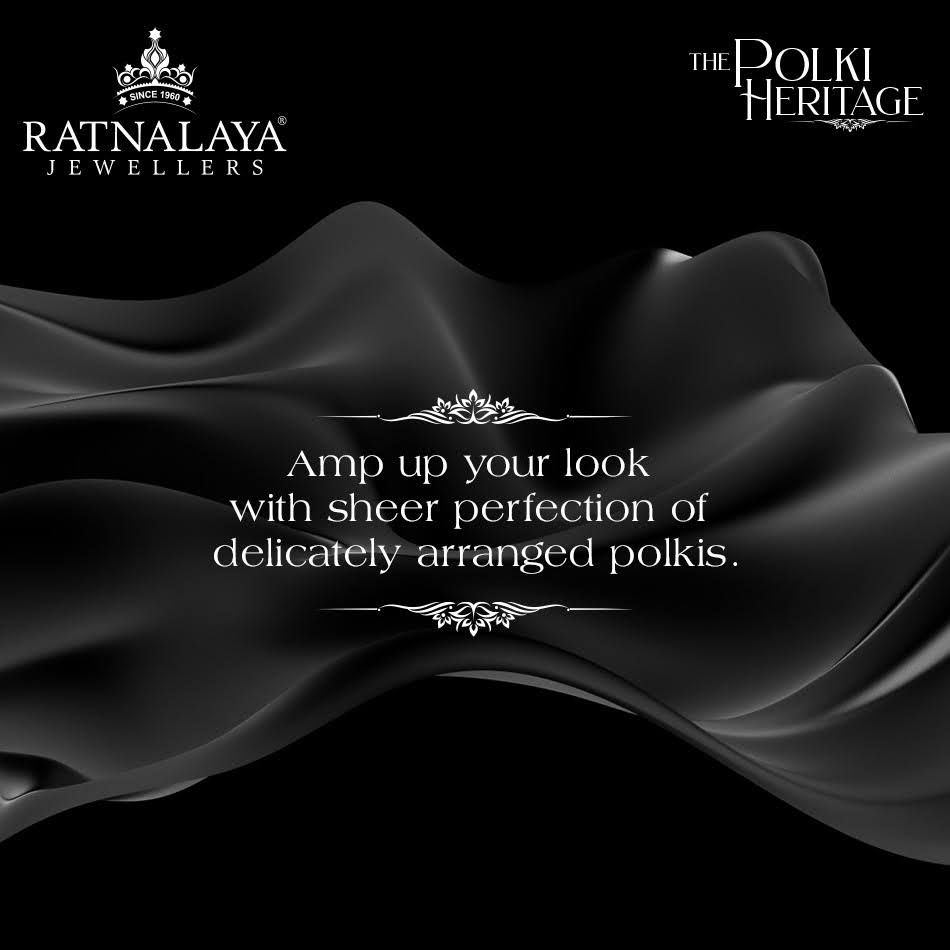 SINCE 1960
RATNALAYA®
JEWELLERS
THE POLKI
HERITAGE
Amp up your look
with sheer perfection of
delicately arranged polkis.